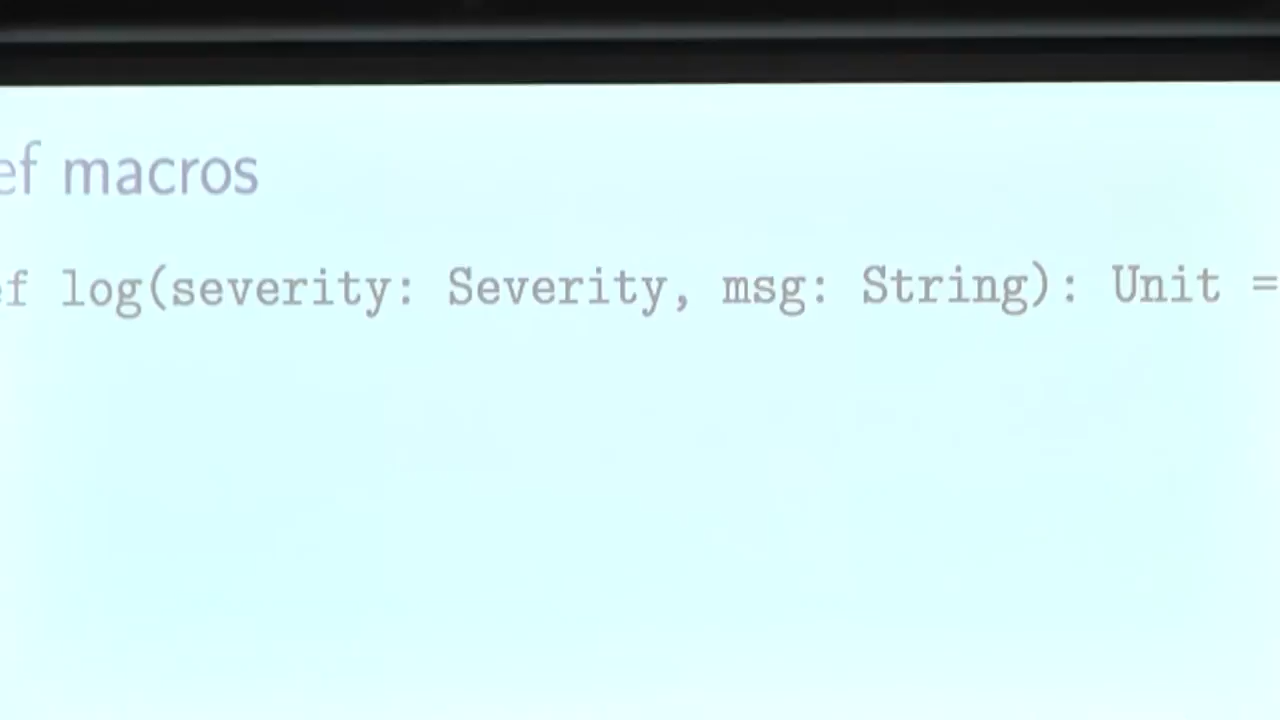 ef macros
ef log(severity: Severity, msg: String): Unit =